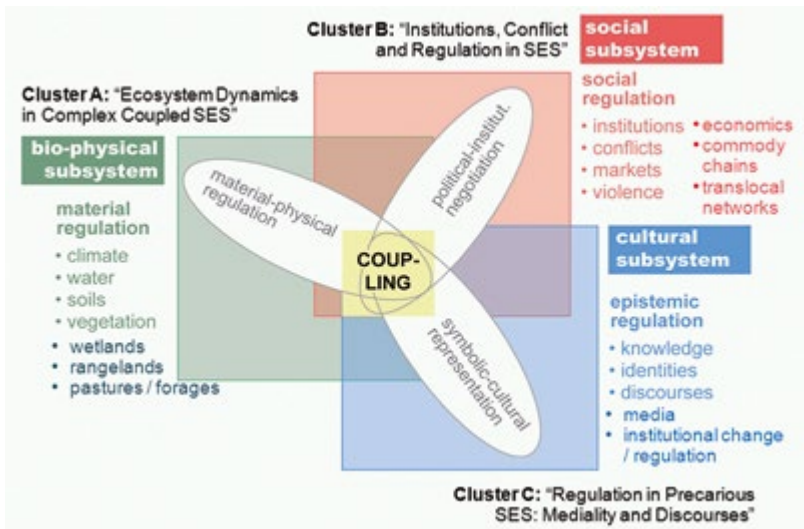 Cluster B: "Institutions, Conflict
and Regulation in SES"
social
subsystem
social
regulation
• institutions
• conflicts
• markets
• violence
• economics
• commody
chains
• translocal
networks
Cluster A: "Ecosystem Dynamics
in Complex Coupled SES"
bio-physical
subsystem
material
regulation
• climate
• water
• soils
• vegetation
• wetlands
• rangelands
• pastures / forages
material-physical
regulation
political-institut.
negotiation
COUP-
LING
symbolic-cultural
representation
cultural
subsystem
epistemic
regulation
• knowledge
• identities
• discourses
• media
• institutional change
/ regulation
Cluster C: "Regulation in Precarious
SES: Mediality and Discourses"